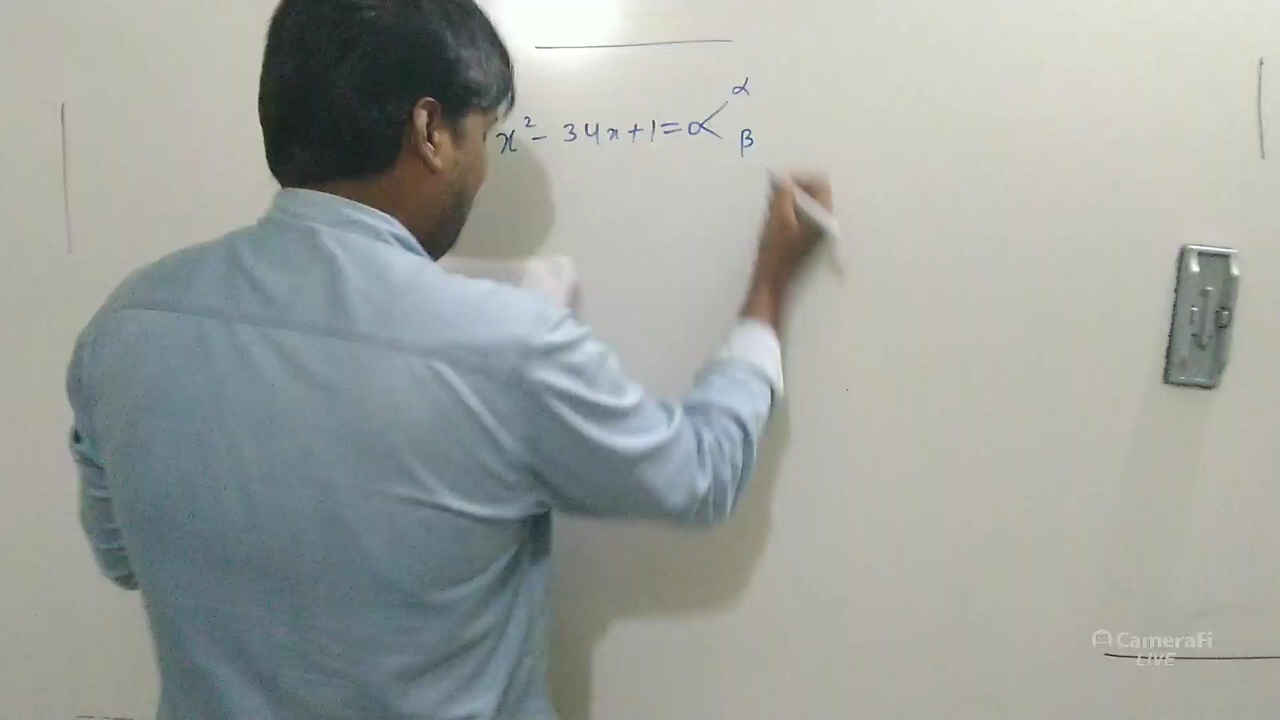 α
x² - 34x + 1 = α <
β
CameraFi
LIVE